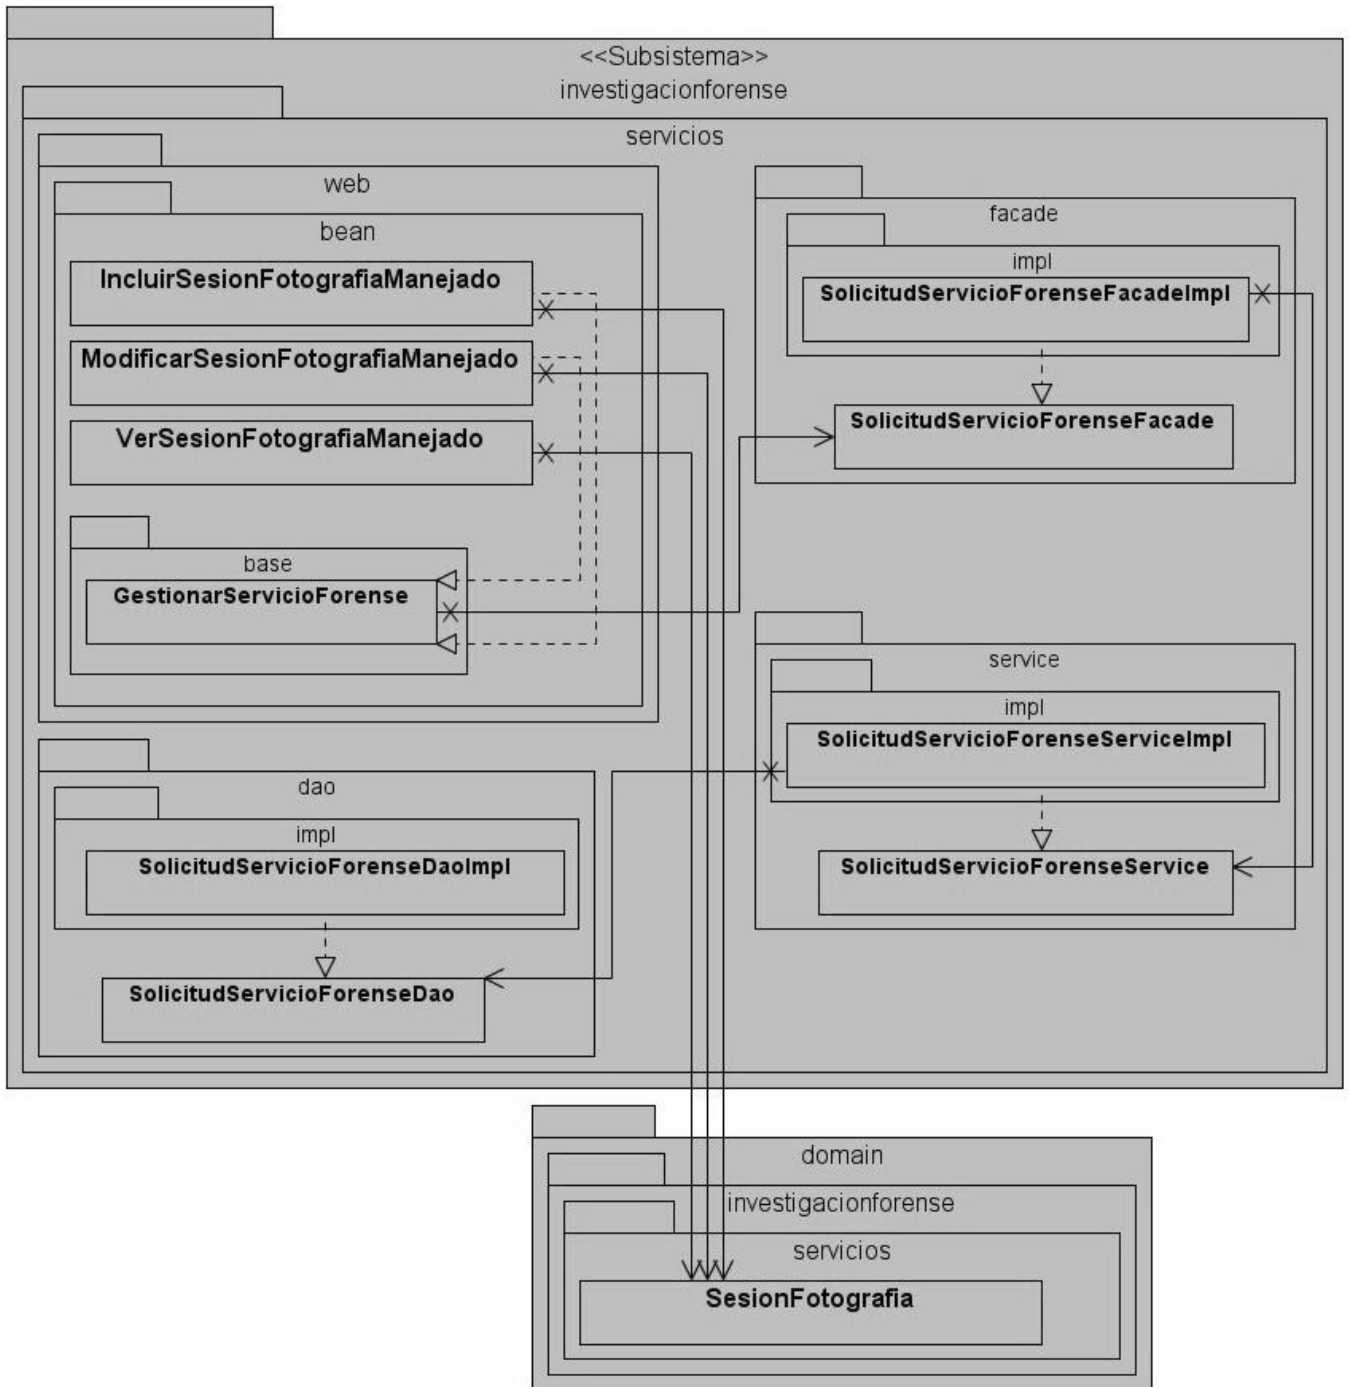 <<Subsistema>>
investigacionforense
servicios
web
bean
IncluirSesionFotografiaManejado
ModificarSesionFotografiaManejado
VerSesionFotografiaManejado
base
GestionarServicioForense
facade
impl
SolicitudServicioForenseFacadeImpl
SolicitudServicioForenseFacade
service
impl
SolicitudServicioForenseServiceImpl
SolicitudServicioForenseService
dao
impl
SolicitudServicioForenseDaoImpl
SolicitudServicioForenseDao
domain
investigacionforense
servicios
SesionFotografia